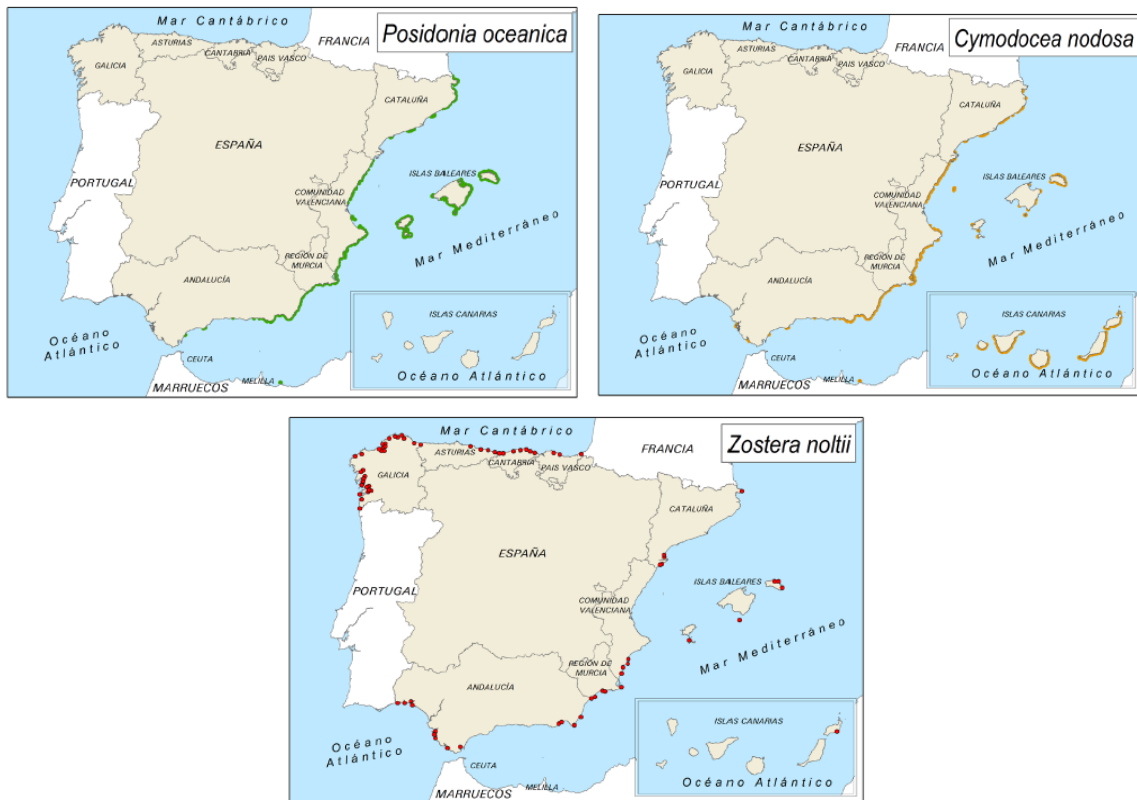 Mar Cantábrico
Posidonia oceanica
FRANCIA
ASTURIAS
CANTABRIA
PAIS VASCO
GALICIA
CATALUÑA
ESPAÑA
ISLAS BALEARES
PORTUGAL
COMUNIDAD
VALENCIANA
Mar Mediterráneo
REGIÓN DE
MURCIA
ANDALUCÍA
ISLAS CANARIAS
Océano
Atlántico
CEUTA
Océano Atlántico
MELILLA
MARRUECOS
Mar Cantábrico
Cymodocea nodosa
FRANCIA
ASTURIAS
CANTABRIA
PAIS VASCO
GALICIA
CATALUÑA
ESPAÑA
ISLAS BALEARES
PORTUGAL
COMUNIDAD
VALENCIANA
Mar Mediterráneo
REGIÓN DE
MURCIA
ANDALUCÍA
ISLAS CANARIAS
Océano
Atlántico
CEUTA
Océano Atlántico
MELILLA
MARRUECOS
Mar Cantábrico
Zostera noltii
FRANCIA
ASTURIAS
CANTABRIA
PAIS VASCO
GALICIA
CATALUÑA
ESPAÑA
ISLAS BALEARES
PORTUGAL
COMUNIDAD
VALENCIANA
Mar Mediterráneo
REGIÓN DE
MURCIA
ANDALUCÍA
ISLAS CANARIAS
Océano
Atlántico
CEUTA
Océano Atlántico
MELILLA
MARRUECOS